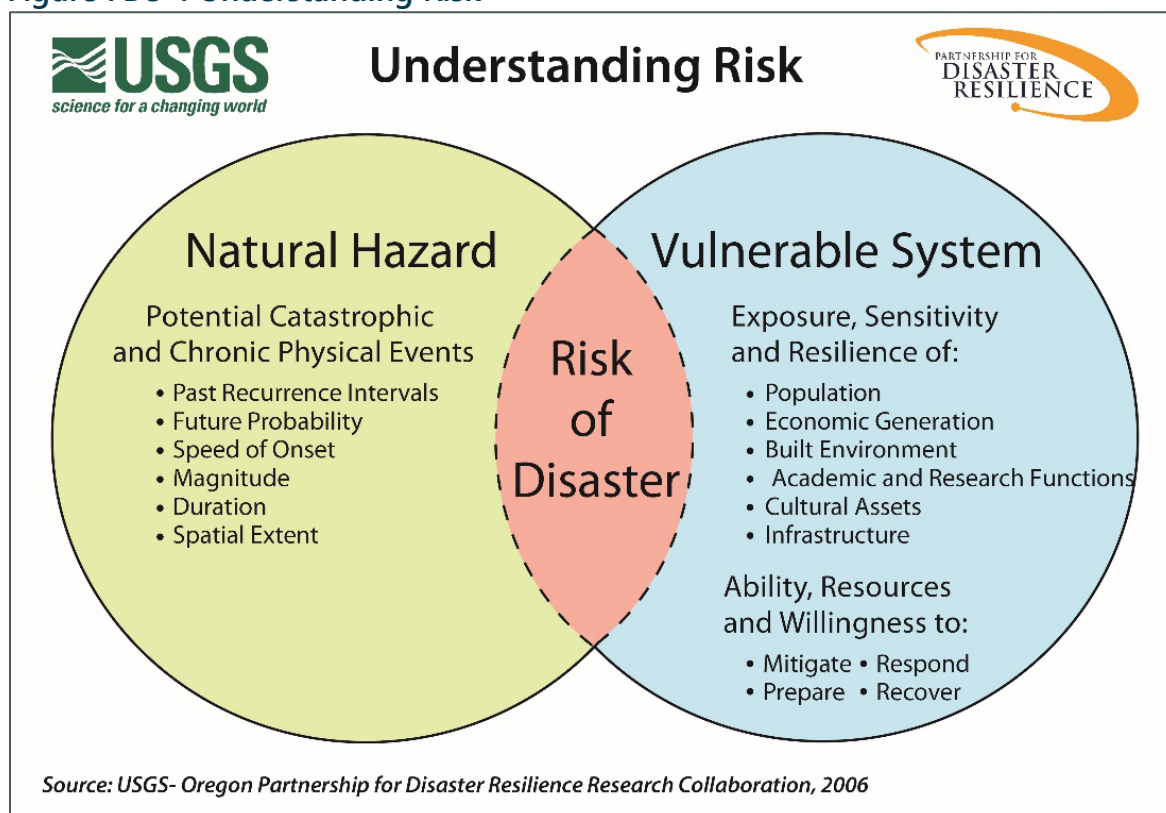 USGS
science for a changing world
Understanding Risk
PARTNERSHIP FOR
DISASTER
RESILIENCE
Natural Hazard
Potential Catastrophic
and Chronic Physical Events
• Past Recurrence Intervals
• Future Probability
• Speed of Onset
• Magnitude
• Duration
• Spatial Extent
Risk
of
Disaster
Vulnerable System
Exposure, Sensitivity
and Resilience of:
• Population
• Economic Generation
• Built Environment
• Academic and Research Functions
• Cultural Assets
• Infrastructure
Ability, Resources
and Willingness to:
• Mitigate • Respond
• Prepare • Recover
Source: USGS- Oregon Partnership for Disaster Resilience Research Collaboration, 2006